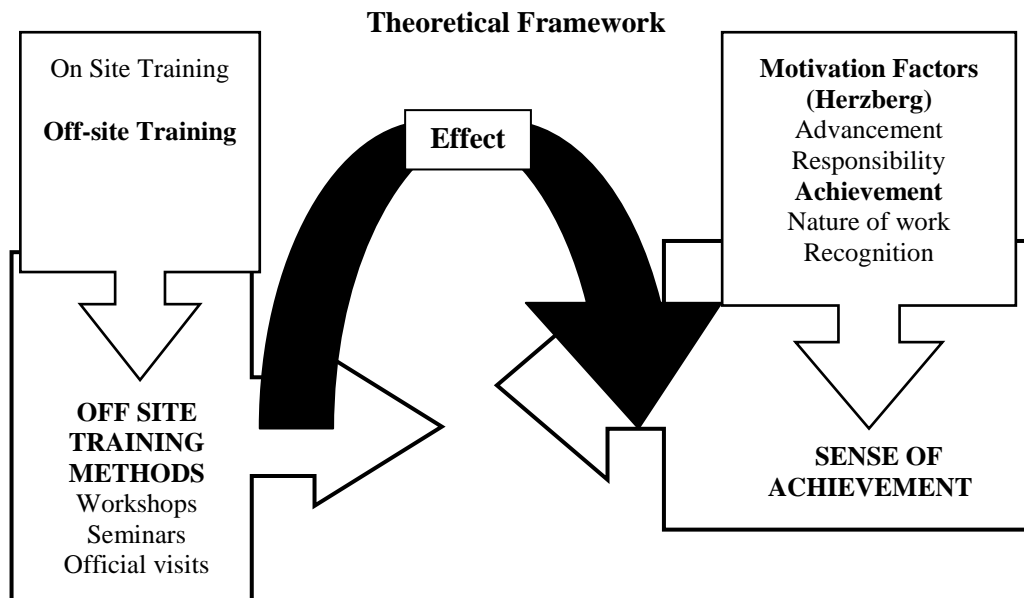 Theoretical Framework
On Site Training
Off-site Training
OFF SITE
TRAINING
METHODS
Workshops
Seminars
Official visits
Effect
Motivation Factors
(Herzberg)
Advancement
Responsibility
Achievement
Nature of work
Recognition
SENSE OF
ACHIEVEMENT